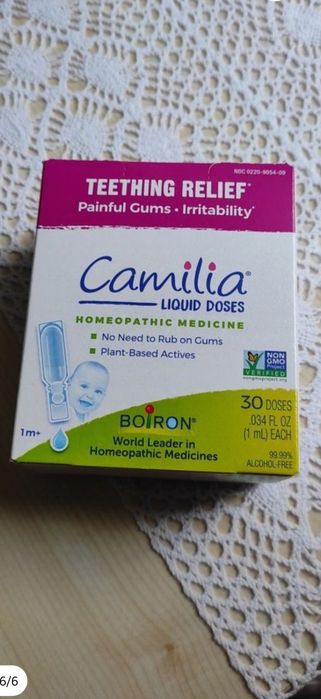 NDC 0220-9054-09
TEETHING RELIEF*
Painful Gums • Irritability*
Camilia®
LIQUID DOSES
HOMEOPATHIC MEDICINE
No Need to Rub on Gums
Plant-Based Actives
NON
GMO
Project
VERIFIED
nongmoproject.org
1m+
BOIRON®
World Leader in
Homeopathic Medicines
30 DOSES
.034 FL OZ
(1 mL) EACH
99.99%
ALCOHOL-FREE
6/6